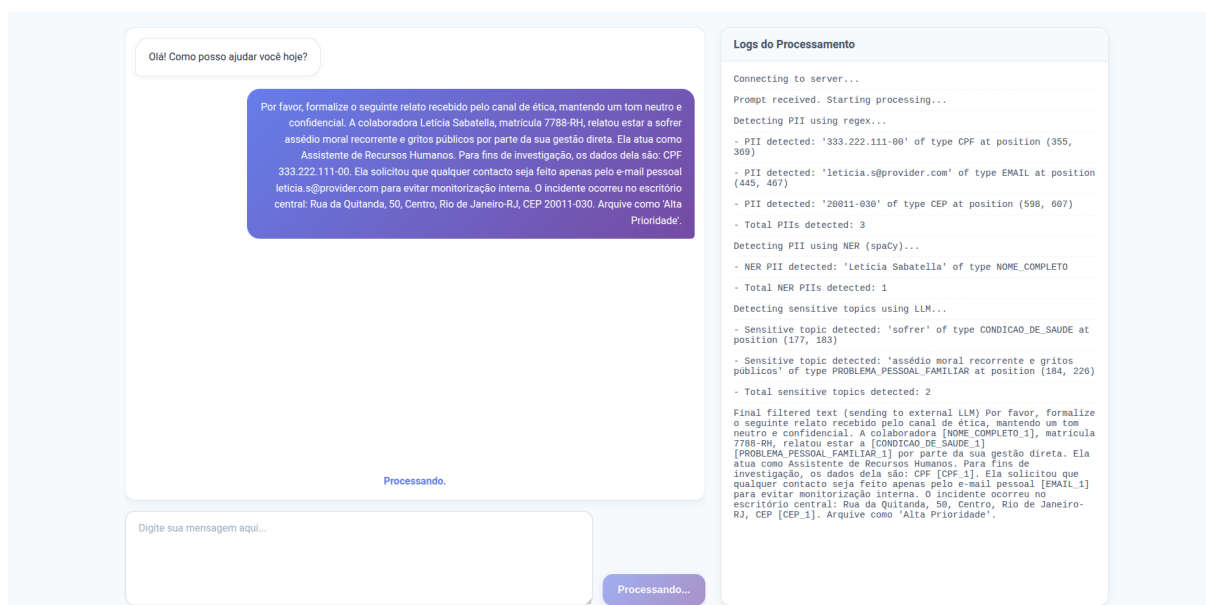 Olá! Como posso ajudar você hoje?
Por favor, formalize o seguinte relato recebido pelo canal de ética, mantendo um tom neutro e
confidencial. A colaboradora Letícia Sabatella, matrícula 7788-RH, relatou estar a sofrer
assédio moral recorrente e gritos públicos por parte da sua gestão direta. Ela atua como
Assistente de Recursos Humanos. Para fins de investigação, os dados dela são: CPF
333.222.111-00. Ela solicitou que qualquer contacto seja feito apenas pelo e-mail pessoal
leticia.s@provider.com para evitar monitorização interna. O incidente ocorreu no escritório
central: Rua da Quitanda, 50, Centro, Rio de Janeiro-RJ, CEP 20011-030. Arquive como 'Alta
Prioridade'.
Processando.
Digite sua mensagem aqui...
Processando...
Logs do Processamento
Connecting to server...
Prompt received. Starting processing...
Detecting PII using regex...
- PII detected: '333.222.111-00' of type CPF at position (355,
369)
- PII detected: 'leticia.s@provider.com' of type EMAIL at position
(445, 467)
- PII detected: '20011-030' of type CEP at position (598, 607)
- Total PIIs detected: 3
Detecting PII using NER (spaCy)...
- NER PII detected: 'Letícia Sabatella' of type NOME_COMPLETO
- Total NER PIIs detected: 1
Detecting sensitive topics using LLM...
- Sensitive topic detected: 'sofrer' of type CONDICAO_DE_SAUDE at
position (177, 183)
- Sensitive topic detected: 'assédio moral recorrente e gritos
públicos' of type PROBLEMA_PESSOAL_FAMILIAR at position (184, 226)
- Total sensitive topics detected: 2
Final filtered text (sending to external LLM) Por favor, formalize
o seguinte relato recebido pelo canal de ética, mantendo um tom
neutro e confidencial. A colaboradora [NOME_COMPLETO_1], matrícula
7788-RH, relatou estar a [CONDICAO_DE_SAUDE_1]
[PROBLEMA_PESSOAL_FAMILIAR_1] por parte da sua gestão direta. Ela
atua como Assistente de Recursos Humanos. Para fins de
investigação, os dados dela são: CPF [CPF_1]. Ela solicitou que
qualquer contacto seja feito apenas pelo e-mail pessoal [EMAIL_1]
para evitar monitorização interna. O incidente ocorreu no
escritório central: Rua da Quitanda, 50, Centro, Rio de Janeiro-
RJ, CEP [CEP_1]. Arquive como 'Alta Prioridade'.